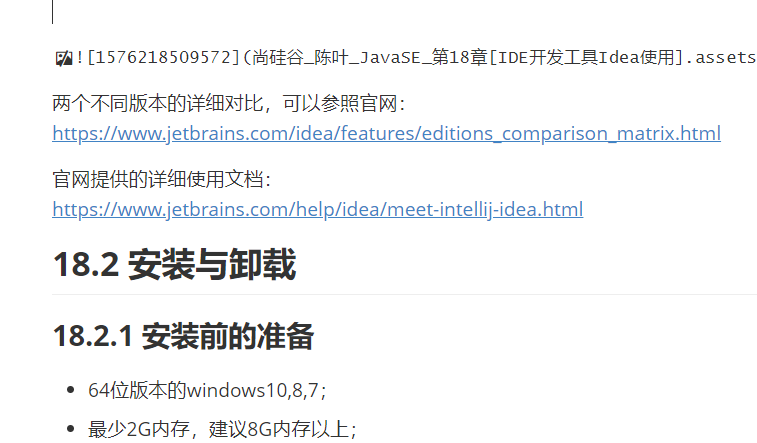 ![1576218509572](尚硅谷_陈叶_JavaSE_第18章[IDE开发工具Idea使用].assets
两个不同版本的详细对比，可以参照官网：
https://www.jetbrains.com/idea/features/editions_comparison_matrix.html
官网提供的详细使用文档：
https://www.jetbrains.com/help/idea/meet-intellij-idea.html
18.2 安装与卸载
18.2.1 安装前的准备
64位版本的windows10,8,7；
最少2G内存，建议8G内存以上；